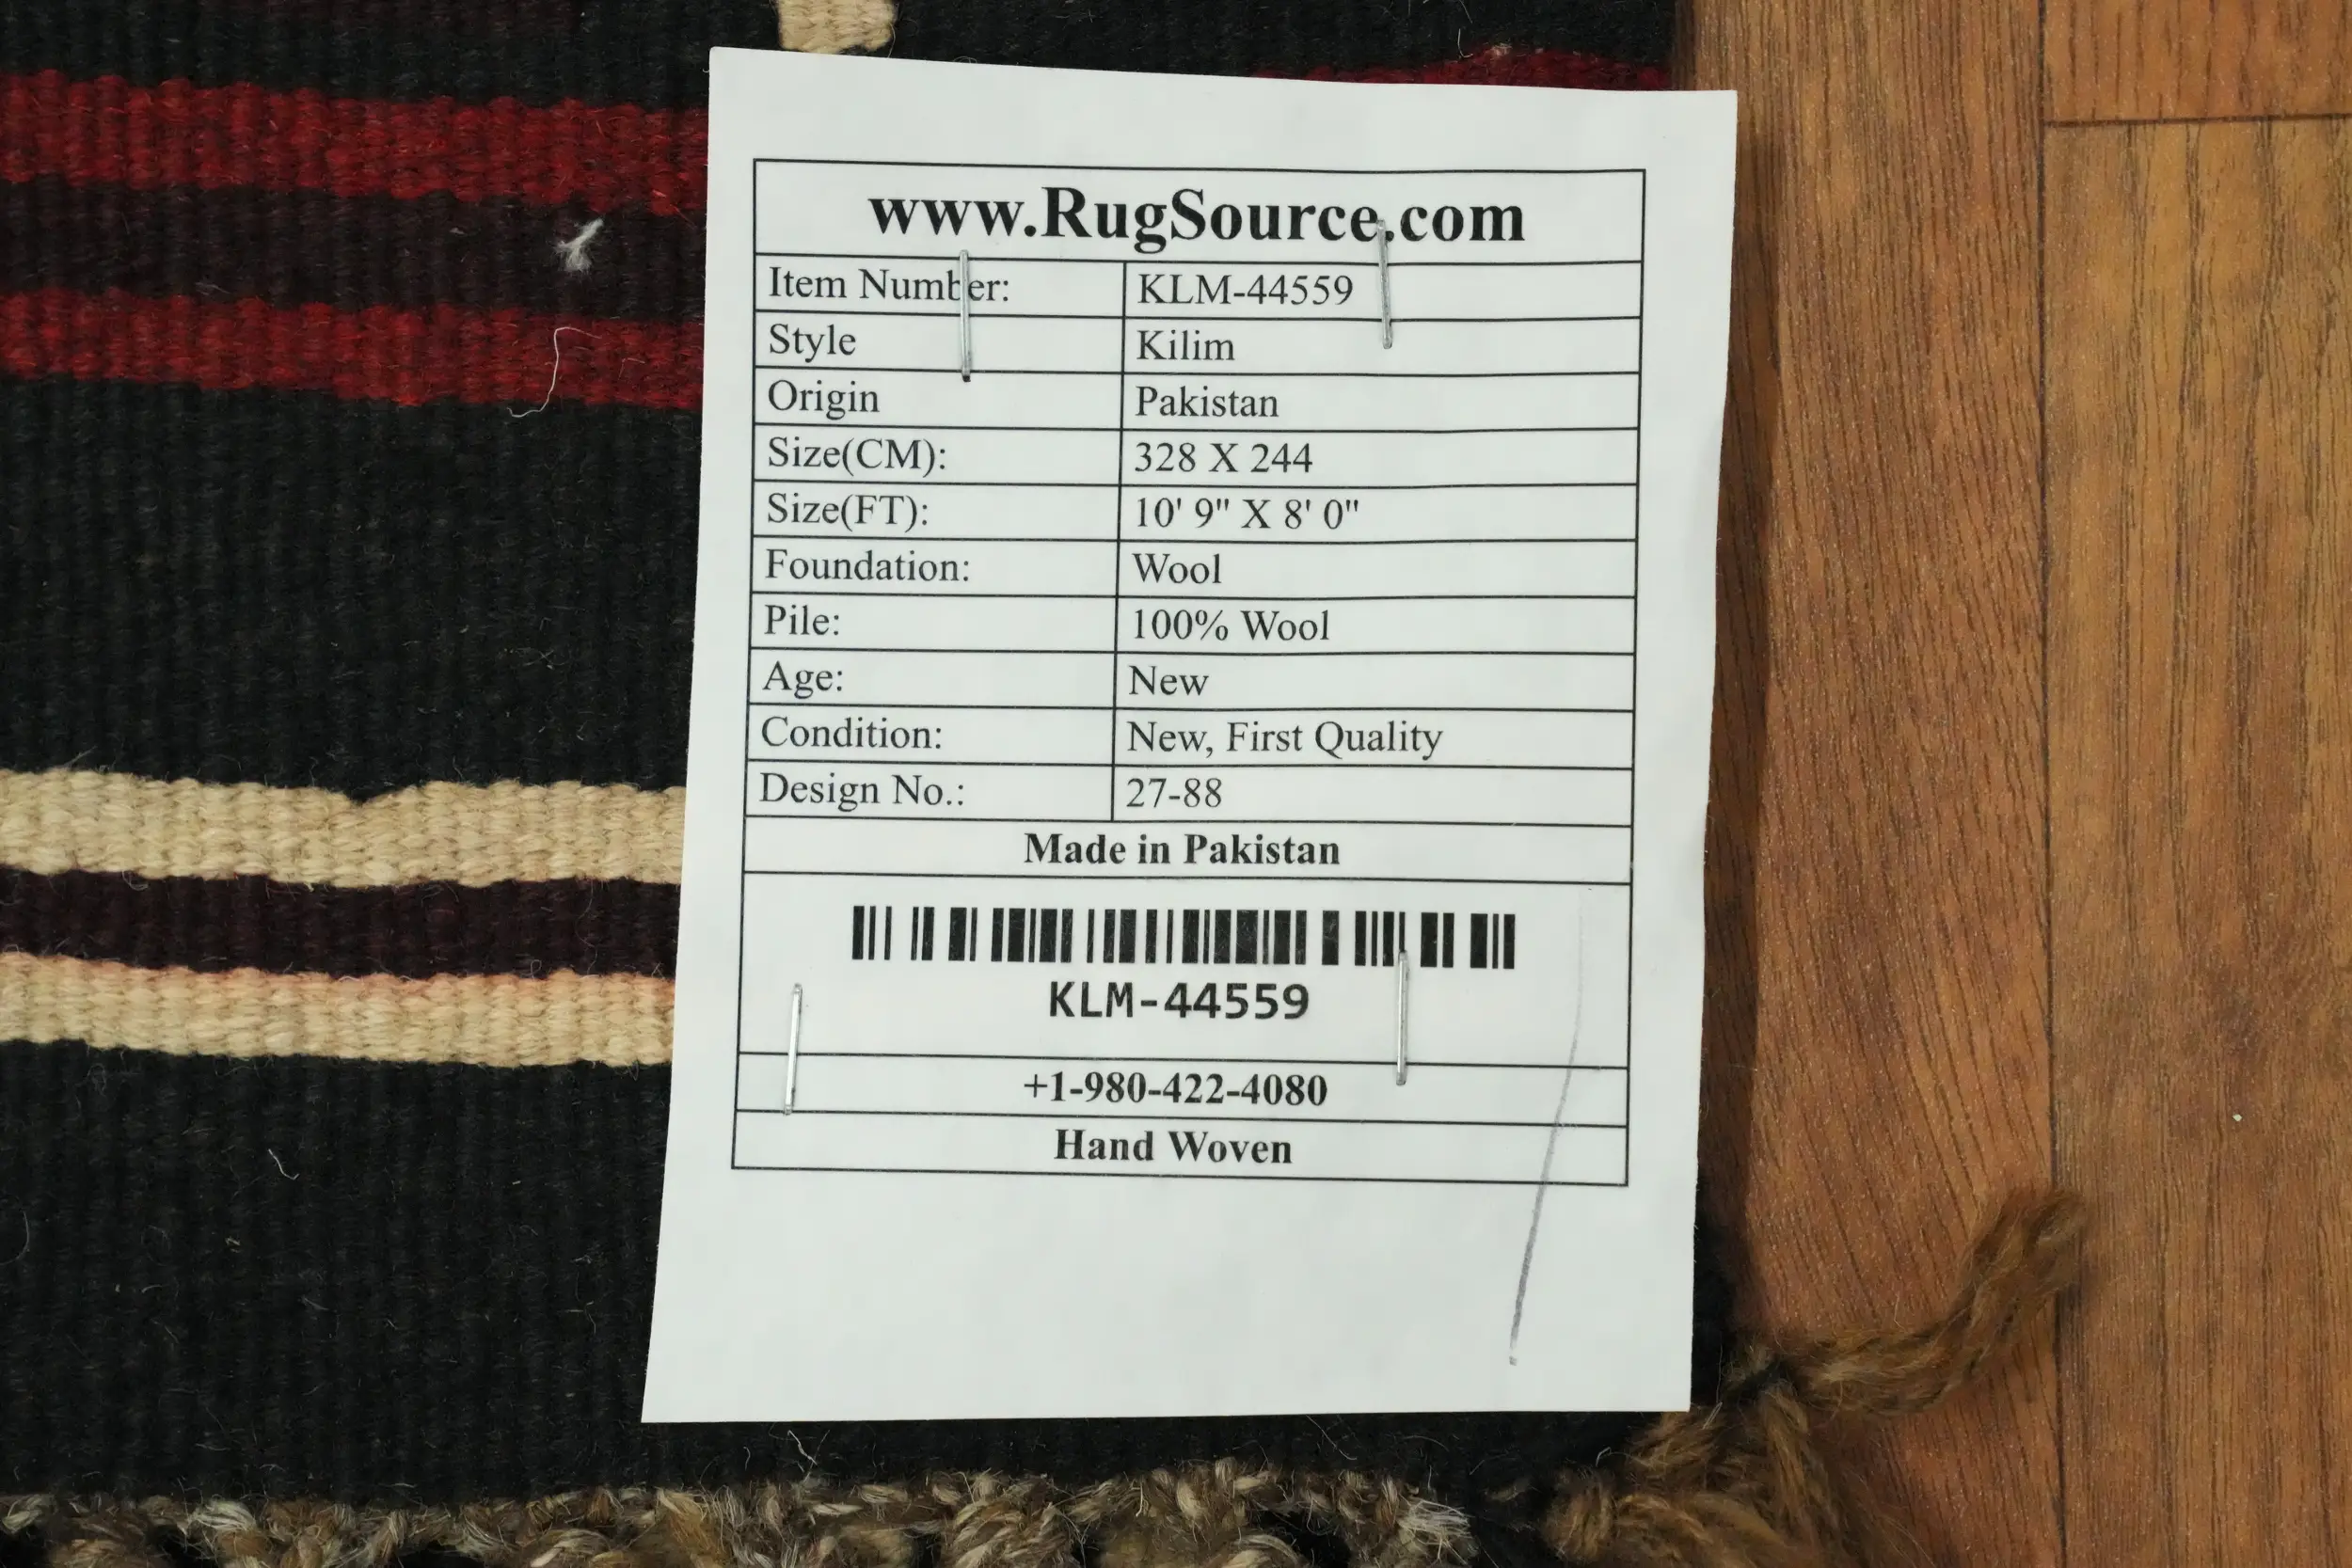 www.RugSource.com
Item Number: KLM-44559
Style Kilim
Origin Pakistan
Size(CM): 328 X 244
Size(FT): 10' 9" X 8' 0"
Foundation: Wool
Pile: 100% Wool
Age: New
Condition: New, First Quality
Design No.: 27-88
Made in Pakistan
KLM-44559
+1-980-422-4080
Hand Woven